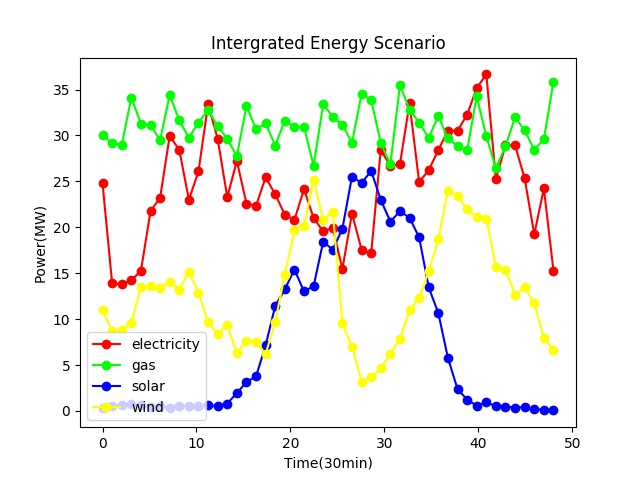 Intergrated Energy Scenario
Power(MW)
35
30
25
20
15
10
5
0
electricity
gas
solar
wind
0 10 20 30 40 50
Time(30min)